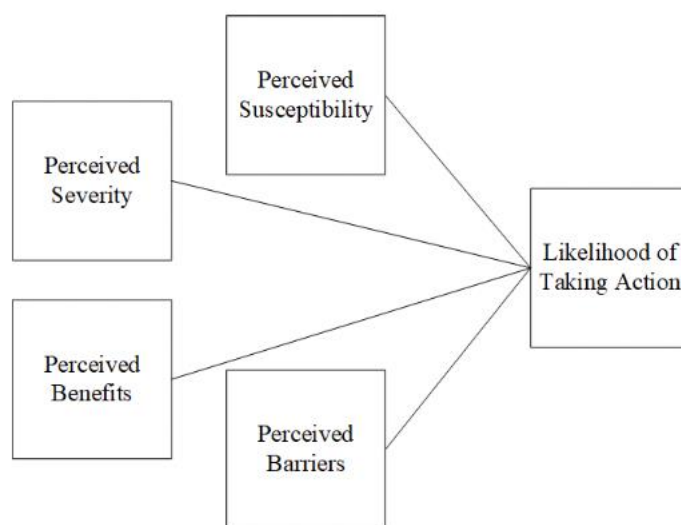 Perceived
Susceptibility
Perceived
Severity
Likelihood of
Taking Action
Perceived
Benefits
Perceived
Barriers